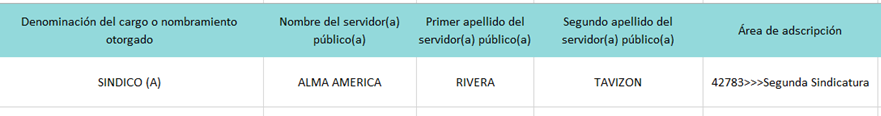 Denominación del cargo o nombramiento otorgado
Nombre del servidor(a) público(a)
Primer apellido del servidor(a) público(a)
Segundo apellido del servidor(a) público(a)
Área de adscripción
SINDICO (A)
ALMA AMERICA
RIVERA
TAVIZON
42783>>>Segunda Sindicatura